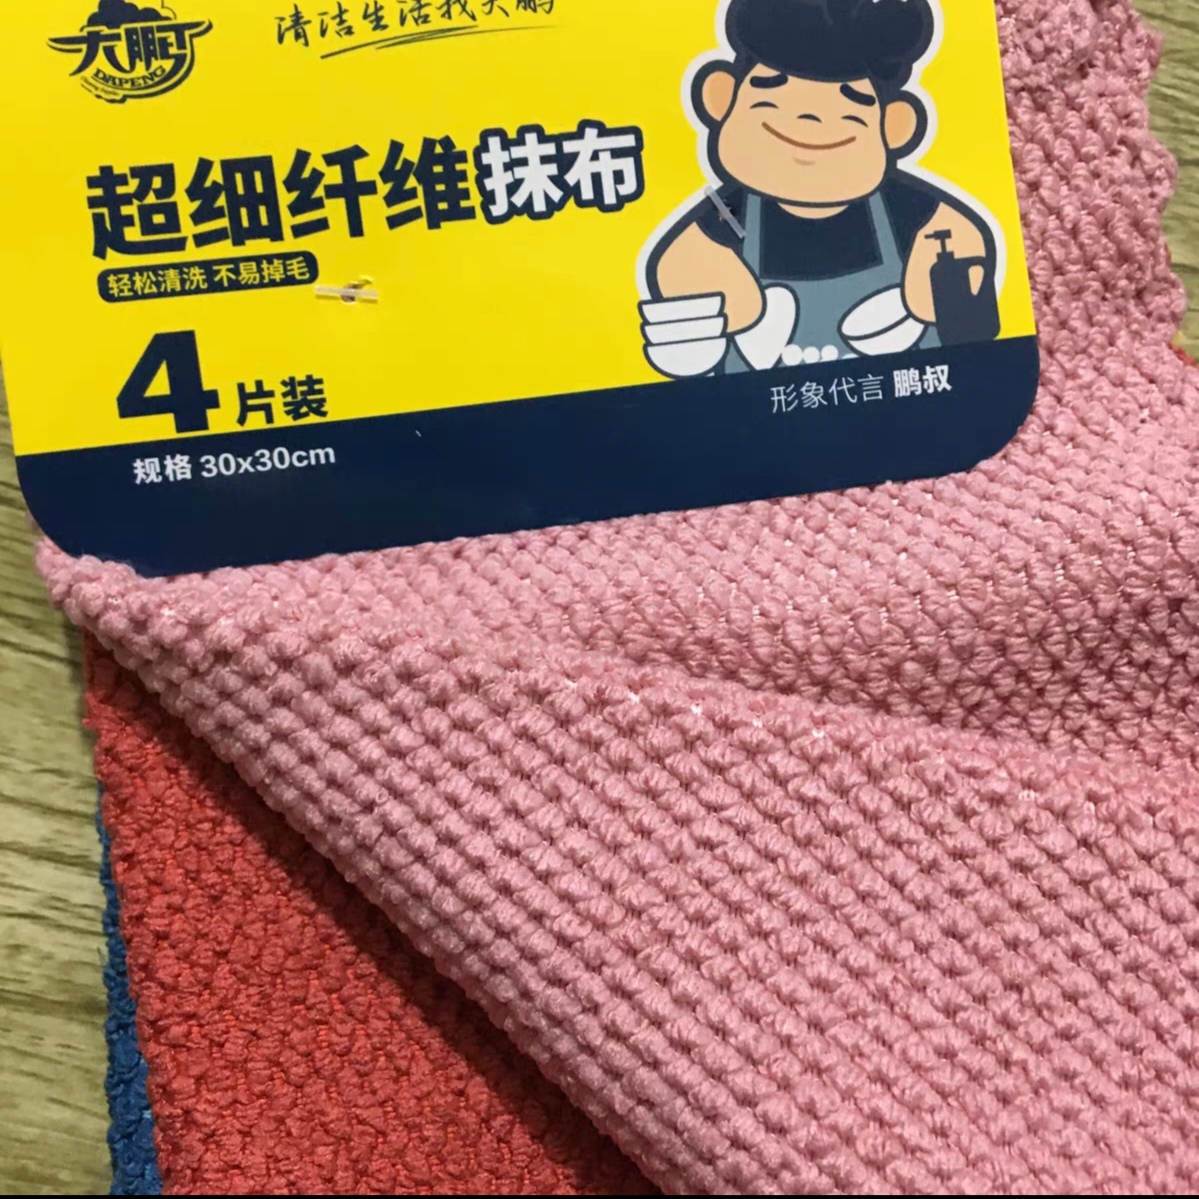 大鹏
DAPENG
清洁生活找大鹏
超细纤维抹布
轻松清洗 不易掉毛
4片装
规格 30x30cm
形象代言 鹏叔